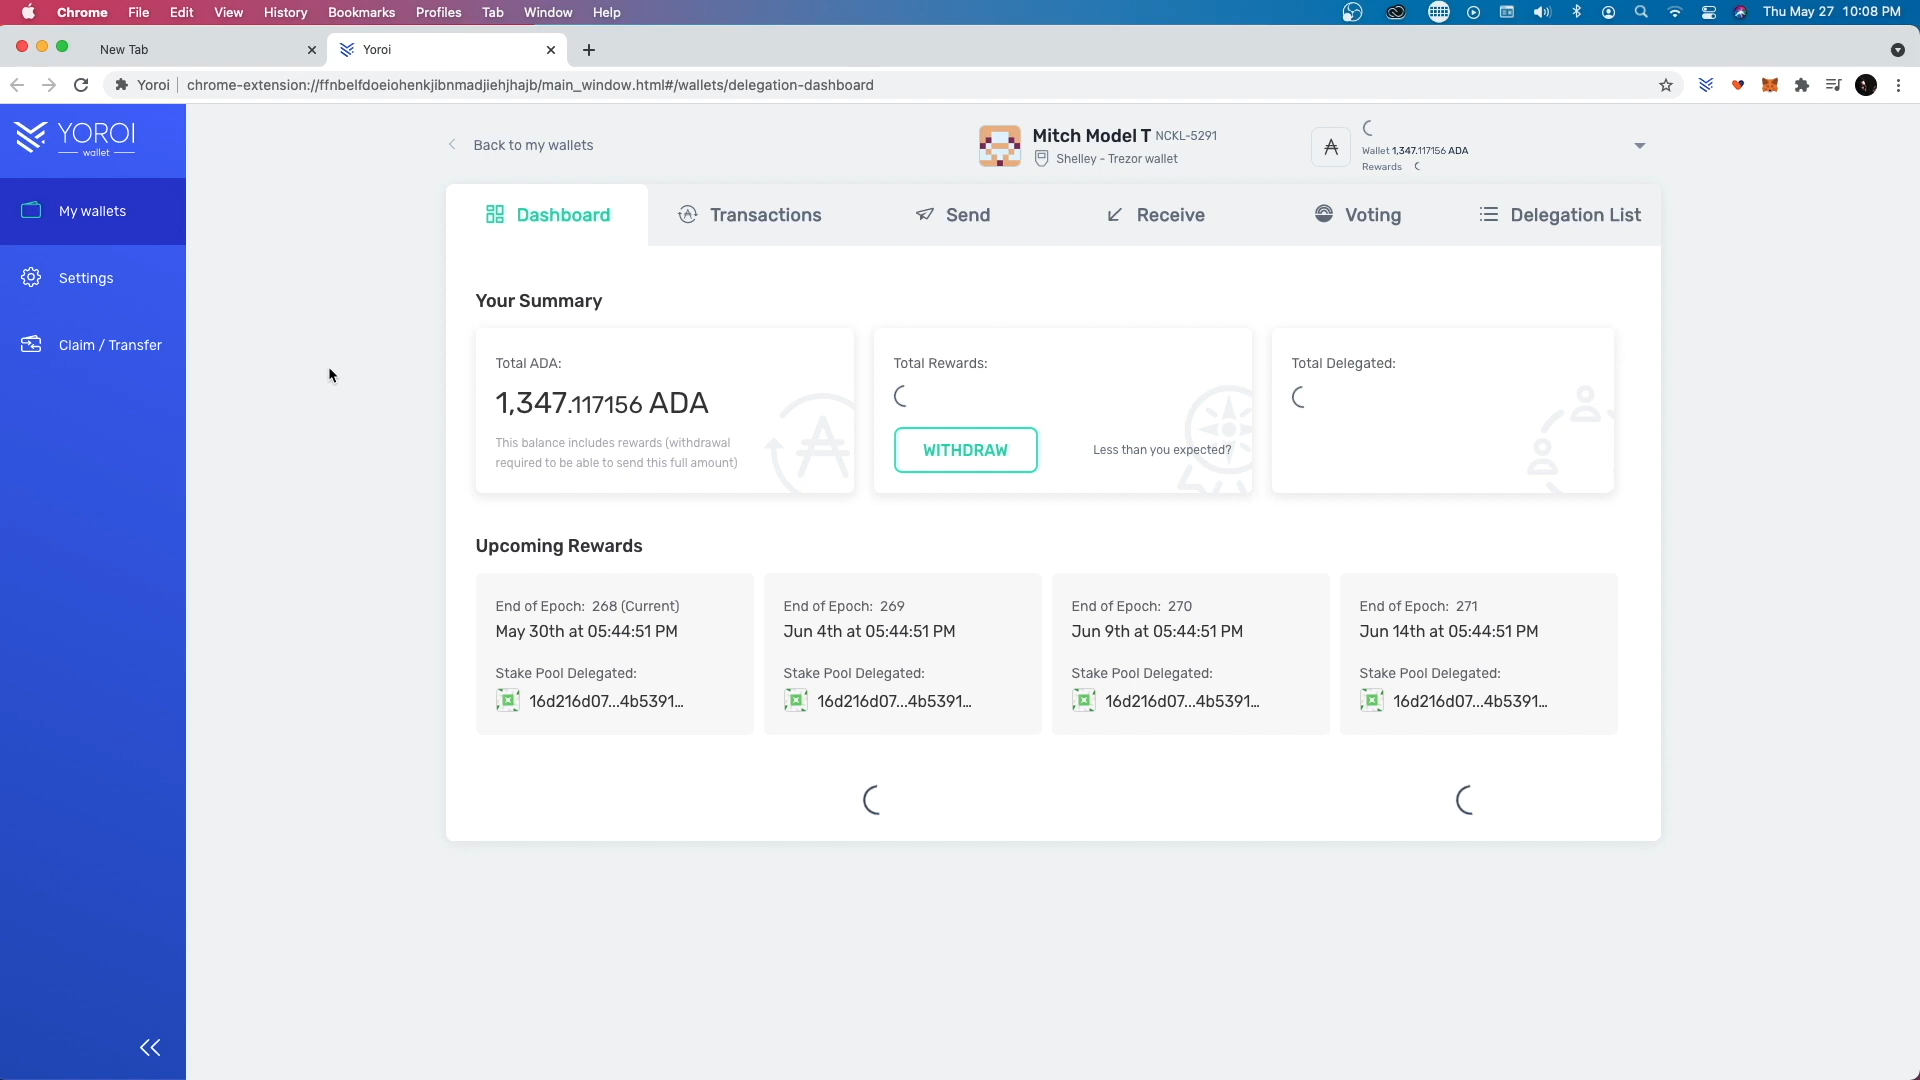 Chrome File Edit View History Bookmarks Profiles Tab Window Help Thu May 27 10:08 PM
New Tab Yoroi
Yoroi chrome-extension://ffnbelfdoeiohenkjibnmadjiehjhajb/main_window.html#/wallets/delegation-dashboard
YOROI
wallet
My wallets
Settings
Claim / Transfer
Back to my wallets
Mitch Model T NCKL-5291
Shelley - Trezor wallet
Wallet 1,347.117156 ADA
Rewards
Dashboard Transactions Send Receive Voting Delegation List
Your Summary
Total ADA:
1,347.117156 ADA
This balance includes rewards (withdrawal
required to be able to send this full amount)
Total Rewards:
WITHDRAW Less than you expected?
Total Delegated:
Upcoming Rewards
End of Epoch: 268 (Current)
May 30th at 05:44:51 PM
Stake Pool Delegated:
16d216d07...4b5391...
End of Epoch: 269
Jun 4th at 05:44:51 PM
Stake Pool Delegated:
16d216d07...4b5391...
End of Epoch: 270
Jun 9th at 05:44:51 PM
Stake Pool Delegated:
16d216d07...4b5391...
End of Epoch: 271
Jun 14th at 05:44:51 PM
Stake Pool Delegated:
16d216d07...4b5391...